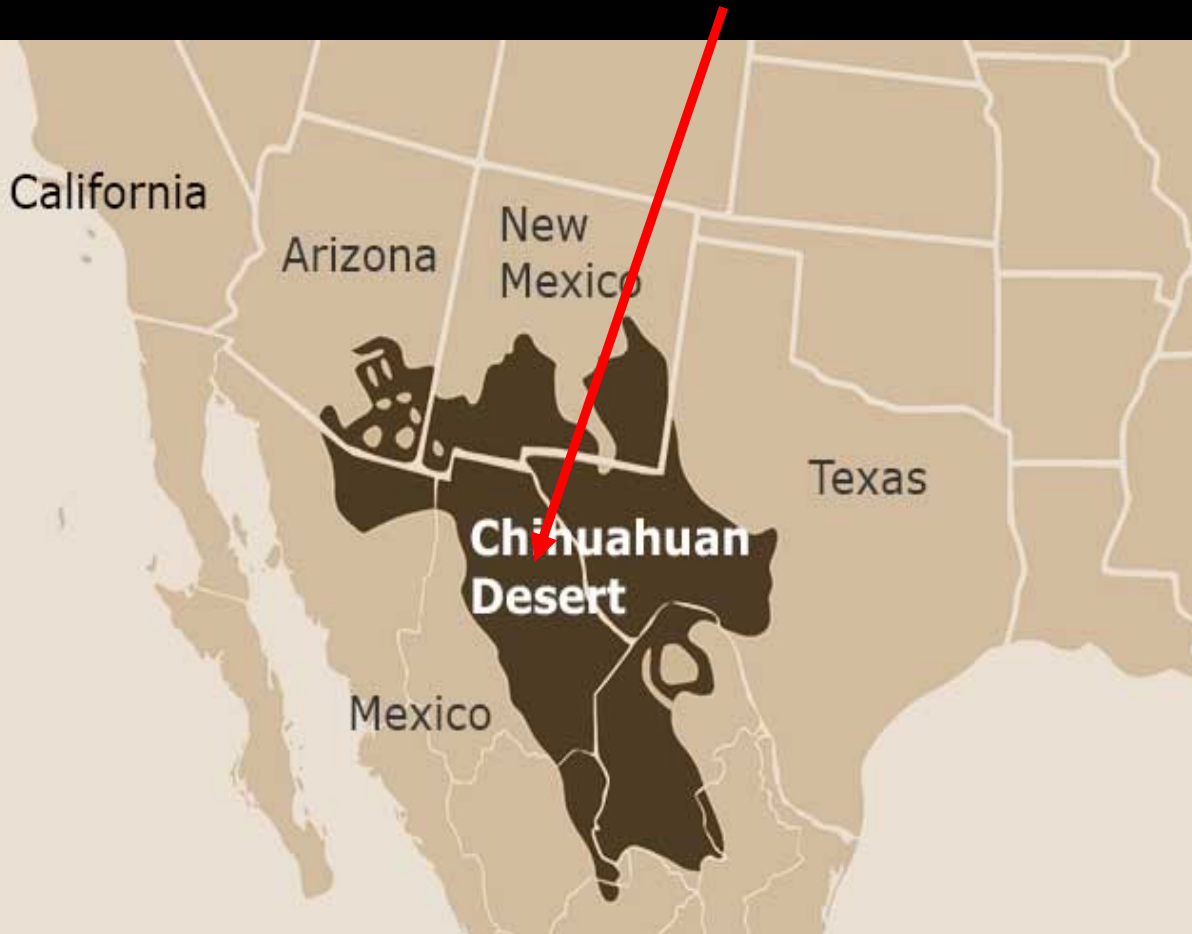 California
Arizona
New
Mexico
Texas
Chihuahuan
Desert
Mexico